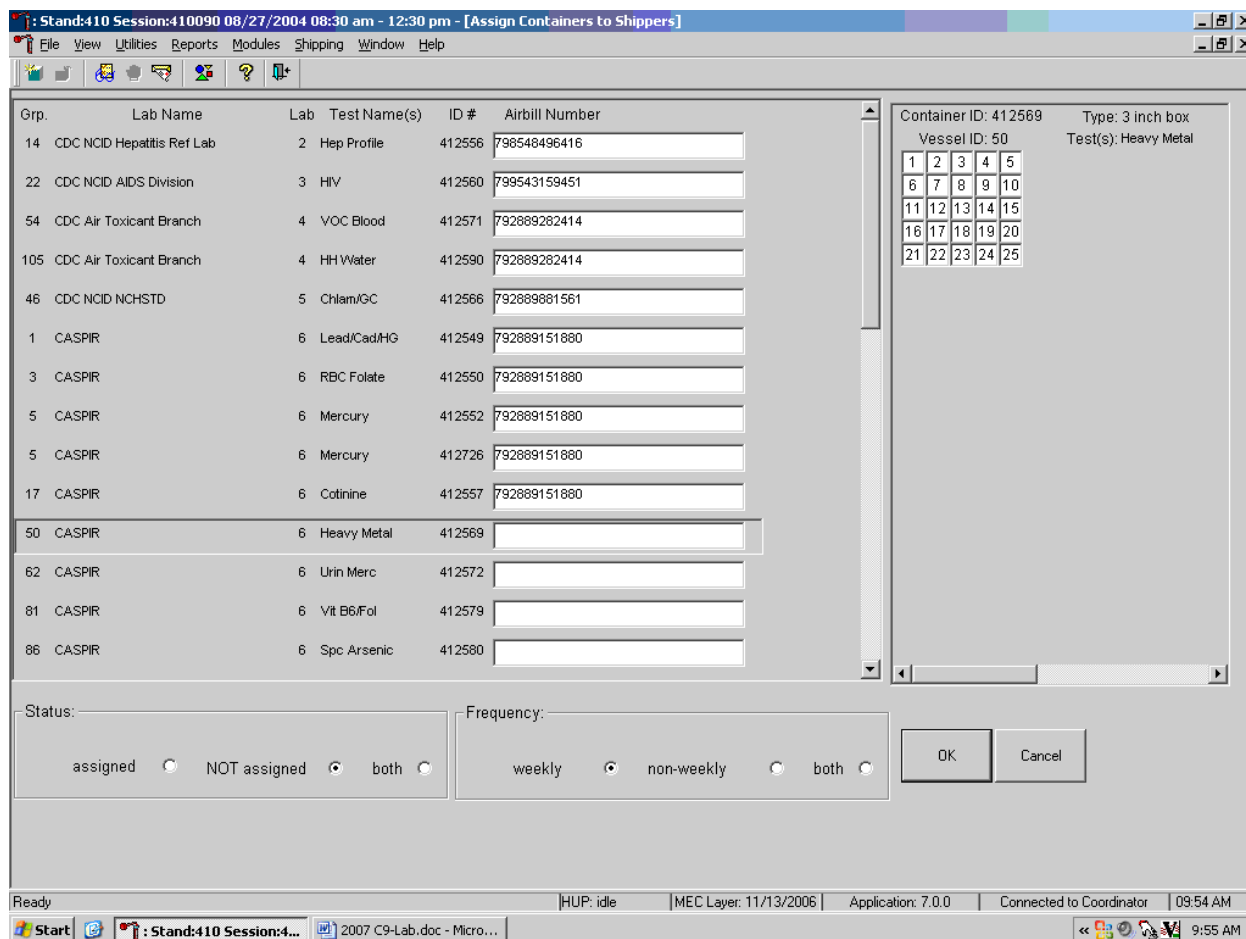 : Stand:410 Session:410090 08/27/2004 08:30 am - 12:30 pm - [Assign Containers to Shippers]
File View Utilities Reports Modules Shipping Window Help
Grp. Lab Name Lab Test Name(s) ID # Airbill Number
14 CDC NCID Hepatitis Ref Lab 2 Hep Profile 412556 798548496416
22 CDC NCID AIDS Division 3 HIV 412560 799543159451
54 CDC Air Toxicant Branch 4 VOC Blood 412571 792889282414
105 CDC Air Toxicant Branch 4 HH Water 412590 792889282414
46 CDC NCID NCHSTD 5 Chlam/GC 412566 792889881561
1 CASPIR 6 Lead/Cad/HG 412549 792889151880
3 CASPIR 6 RBC Folate 412550 792889151880
5 CASPIR 6 Mercury 412552 792889151880
5 CASPIR 6 Mercury 412726 792889151880
17 CASPIR 6 Cotinine 412557 792889151880
50 CASPIR 6 Heavy Metal 412569
62 CASPIR 6 Urin Merc 412572
81 CASPIR 6 Vit B6/Fol 412579
86 CASPIR 6 Spc Arsenic 412580
Container ID: 412569 Type: 3 inch box
Vessel ID: 50 Test(s): Heavy Metal
1 2 3 4 5
6 7 8 9 10
11 12 13 14 15
16 17 18 19 20
21 22 23 24 25
Status:
assigned NOT assigned both
Frequency:
weekly non-weekly both
OK Cancel
Ready HUP: idle MEC Layer: 11/13/2006 Application: 7.0.0 Connected to Coordinator 09:54 AM
Start : Stand:410 Session:4... 2007 C9-Lab.doc - Micro... « 9:55 AM